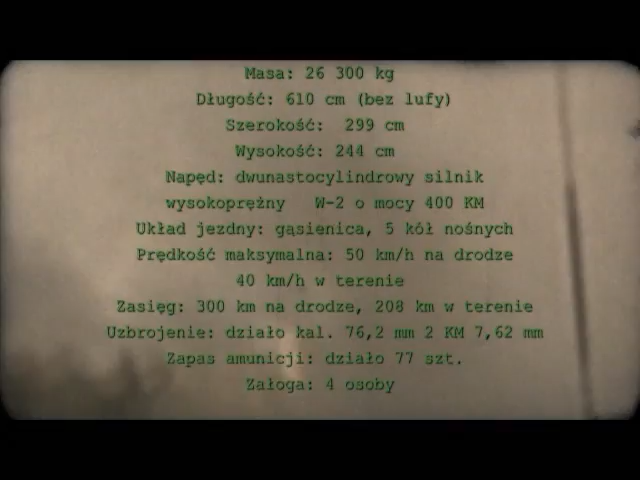 Masa: 26 300 kg
Długość: 610 cm (bez lufy)
Szerokość: 299 cm
Wysokość: 244 cm
Napęd: dwunastocylindrowy silnik
wysokoprężny W-2 o mocy 400 KM
Układ jezdny: gąsienica, 5 kół nośnych
Prędkość maksymalna: 50 km/h na drodze
40 km/h w terenie
Zasięg: 300 km na drodze, 208 km w terenie
Uzbrojenie: działo kal. 76,2 mm 2 KM 7,62 mm
Zapas amunicji: działo 77 szt.
Załoga: 4 osoby